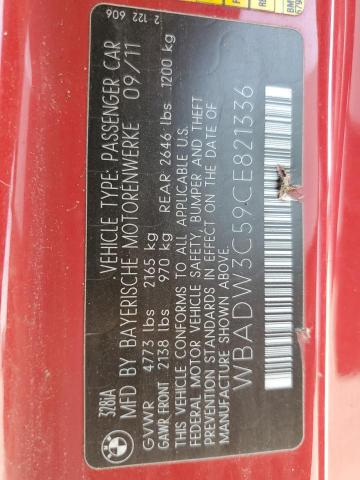 2 122 606
328iA
VEHICLE TYPE: PASSENGER CAR
MFD BY BAYERISCHE MOTORENWERKE 09/11
GVWR 4773 lbs 2165 kg
GAWR FRONT 2138 lbs 970 kg REAR 2646 lbs 1200 kg
THIS VEHICLE CONFORMS TO ALL APPLICABLE U.S.
FEDERAL MOTOR VEHICLE SAFETY, BUMPER AND THEFT
PREVENTION STANDARDS IN EFFECT ON THE DATE OF
MANUFACTURE SHOWN ABOVE.
WBADW3C59CE821336